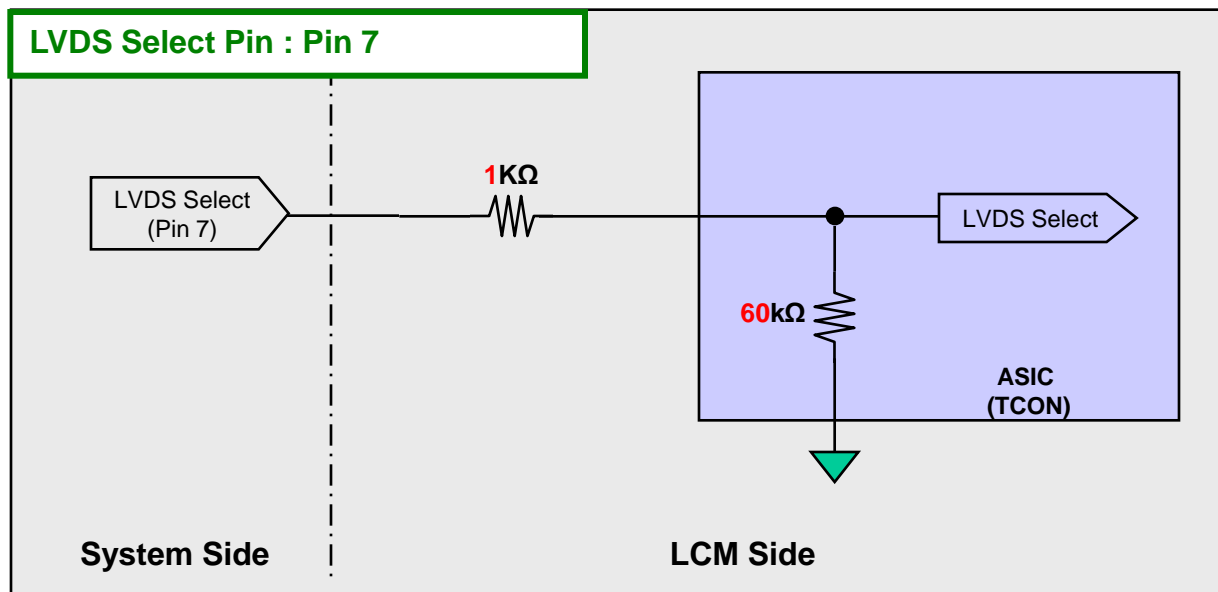 LVDS Select Pin : Pin 7
1KΩ
LVDS Select
(Pin 7)
LVDS Select
60kΩ
ASIC
(TCON)
System Side
LCM Side